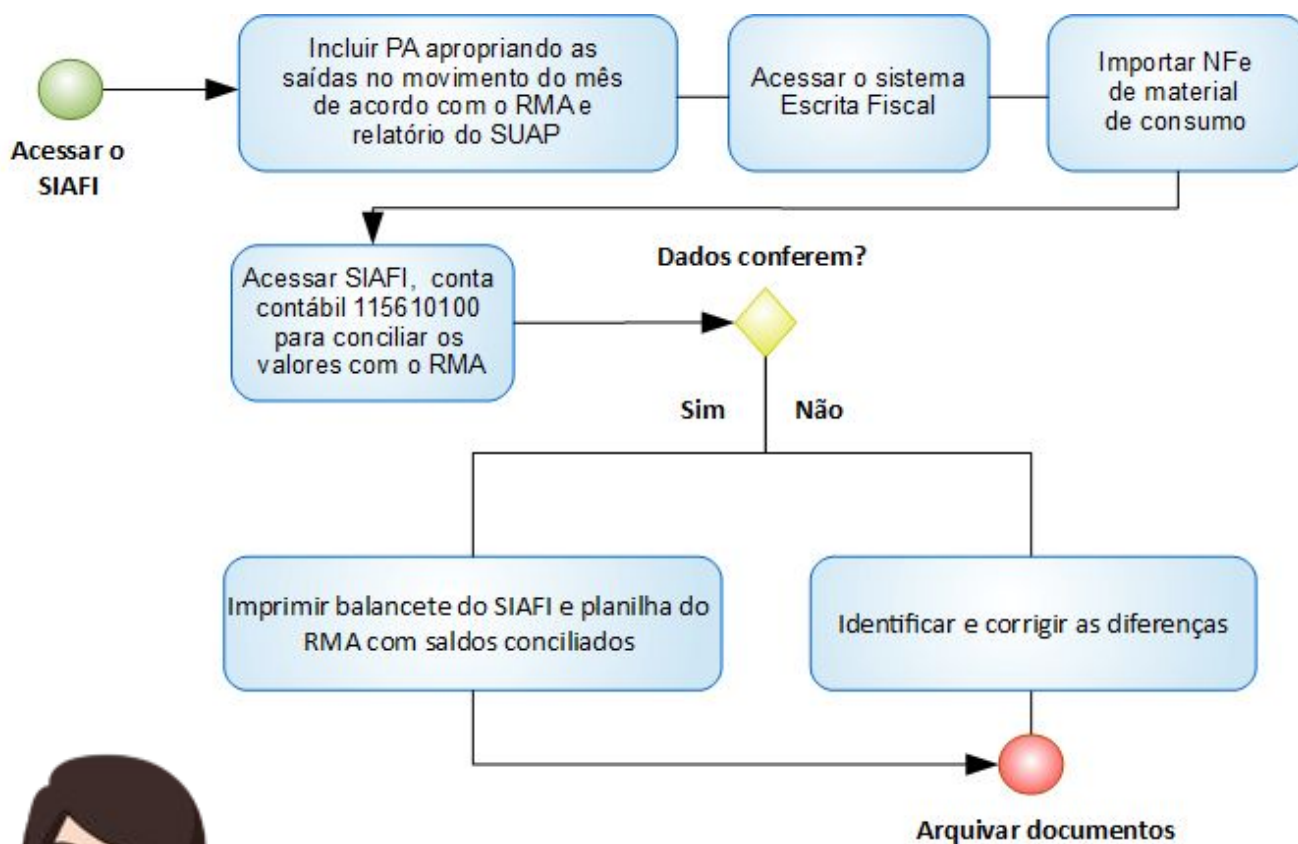 Acessar o
SIAFI
Incluir PA apropriando as
saídas no movimento do mês
de acordo com o RMA e
relatório do SUAP
Acessar o sistema
Escrita Fiscal
Importar NFe
de material
de consumo
Acessar SIAFI, conta
contábil 115610100
para conciliar os
valores com o RMA
Dados conferem?
Sim
Não
Imprimir balancete do SIAFI e planilha do
RMA com saldos conciliados
Identificar e corrigir as diferenças
Arquivar documentos